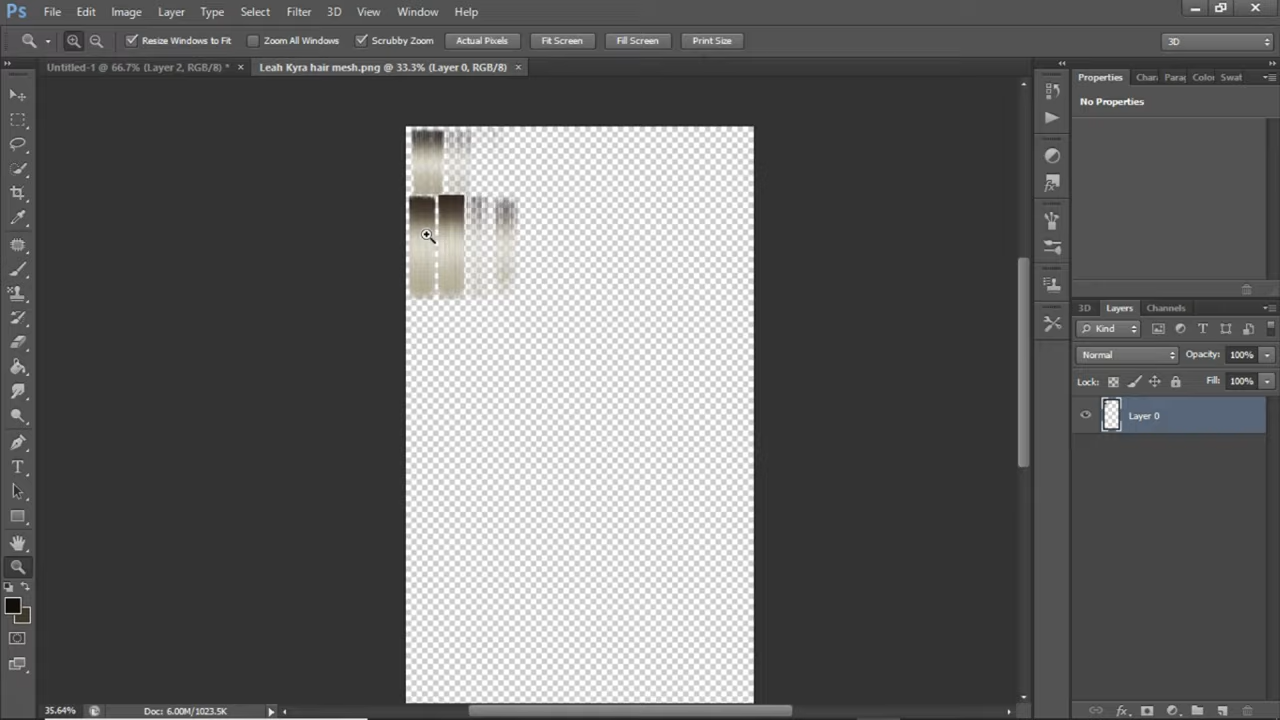 Ps File Edit Image Layer Type Select Filter 3D View Window Help
Resize Windows to Fit Zoom All Windows Scrubby Zoom Actual Pixels Fit Screen Fill Screen Print Size 3D
Untitled-1 @ 66.7% (Layer 2, RGB/8) * × Leah Kyra hair mesh.png @ 33.3% (Layer 0, RGB/8) ×
Properties Chara Parag Color Swat
No Properties
3D Layers Channels
Kind T
Normal Opacity: 100%
Lock: Fill: 100%
Layer 0
T
fx
35.64% Doc: 6.00M/1023.5K